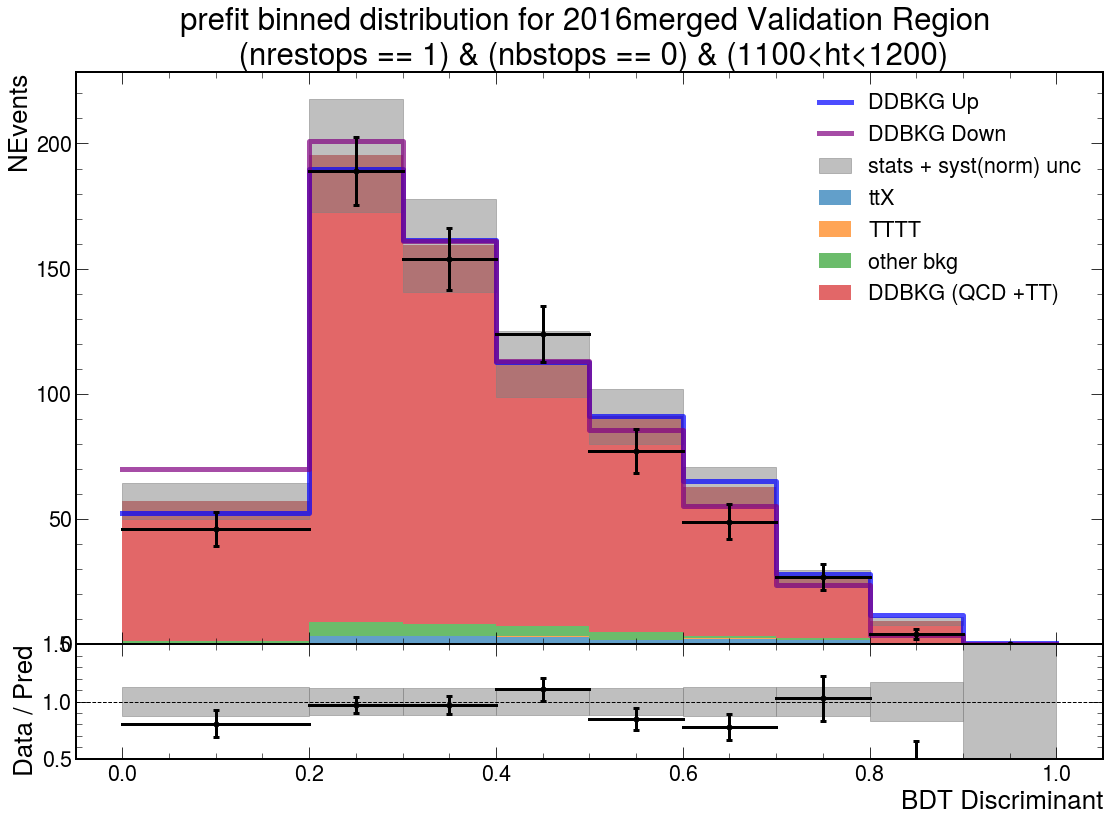 prefit binned distribution for 2016merged Validation Region
(nrestops == 1) & (nbstops == 0) & (1100<ht<1200)
NEvents
200
150
100
50
0
DDBKG Up
DDBKG Down
stats + syst(norm) unc
ttX
TTTT
other bkg
DDBKG (QCD +TT)
Data / Pred
1.5
1.0
0.5
0.0 0.2 0.4 0.6 0.8 1.0
BDT Discriminant